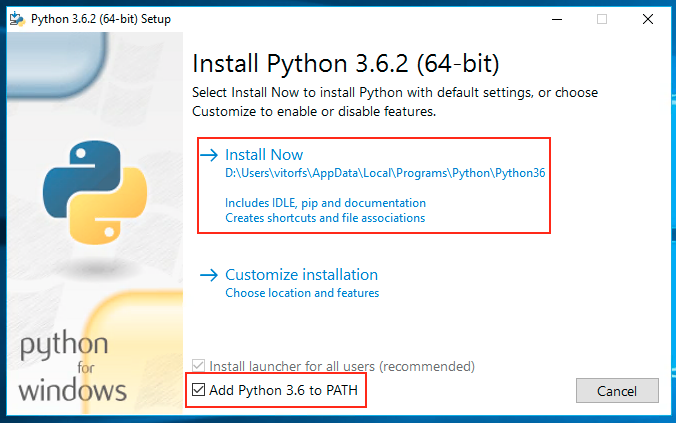 Python 3.6.2 (64-bit) Setup
Install Python 3.6.2 (64-bit)
Select Install Now to install Python with default settings, or choose
Customize to enable or disable features.
Install Now
D:\Users\vitorfs\AppData\Local\Programs\Python\Python36
Includes IDLE, pip and documentation
Creates shortcuts and file associations
Customize installation
Choose location and features
python
for
windows
Install launcher for all users (recommended)
Add Python 3.6 to PATH
Cancel